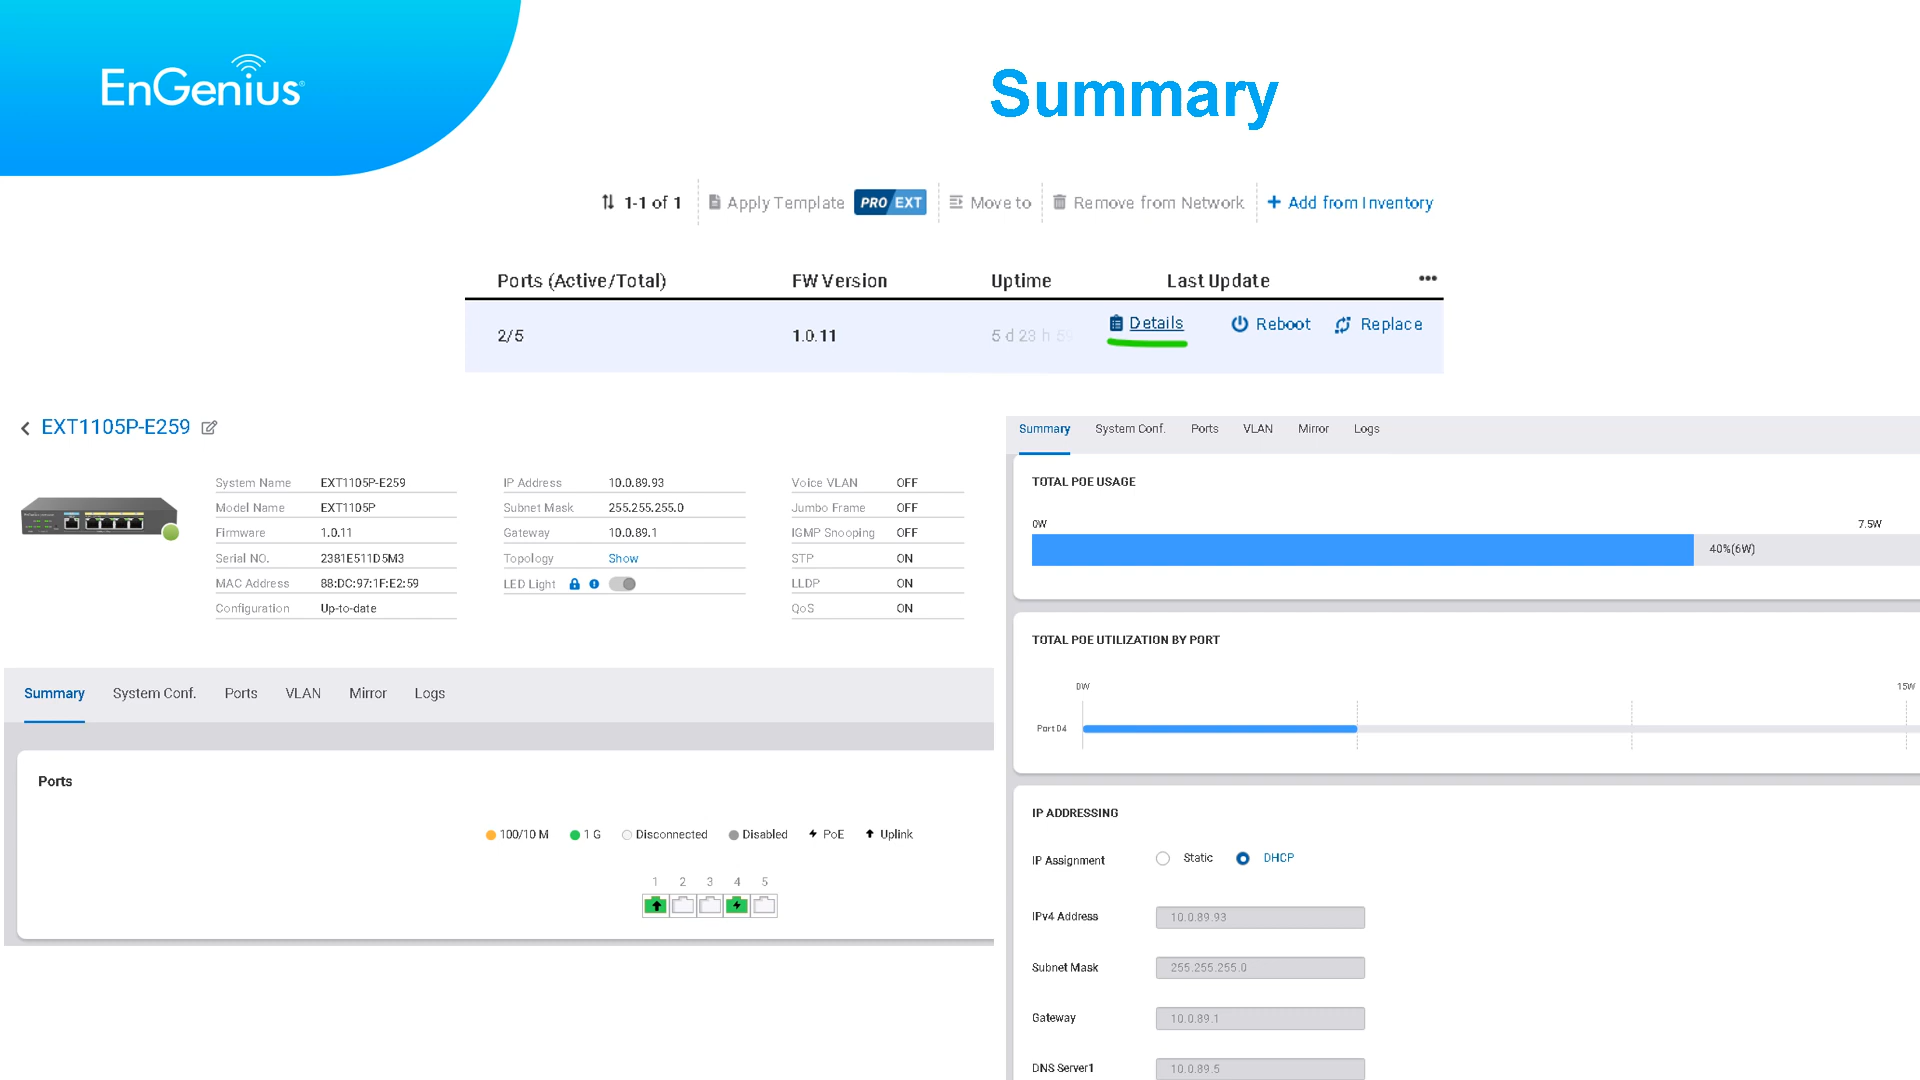 EnGenius
Summary
1-1 of 1 Apply Template PRO EXT Move to Remove from Network + Add from Inventory
Ports (Active/Total) FW Version Uptime Last Update •••
2/5 1.0.11 5 d 23 h 59 Details Reboot Replace
EXT1105P-E259
System Name EXT1105P-E259
Model Name EXT1105P
Firmware 1.0.11
Serial NO. 2381E511D5M3
MAC Address 88:DC:97:1F:E2:59
Configuration Up-to-date
IP Address 10.0.89.93
Subnet Mask 255.255.255.0
Gateway 10.0.89.1
Topology Show
LED Light
Voice VLAN OFF
Jumbo Frame OFF
IGMP Snooping OFF
STP ON
LLDP ON
QoS ON
Summary System Conf. Ports VLAN Mirror Logs
Ports
100/10 M 1 G Disconnected Disabled PoE Uplink
1 2 3 4 5
Summary System Conf. Ports VLAN Mirror Logs
TOTAL POE USAGE
0W 7.5W
40%(6W)
TOTAL POE UTILIZATION BY PORT
0W 15W
Port 04
IP ADDRESSING
IP Assignment Static DHCP
IPv4 Address 10.0.89.93
Subnet Mask 255.255.255.0
Gateway 10.0.89.1
DNS Server1 10.0.89.5